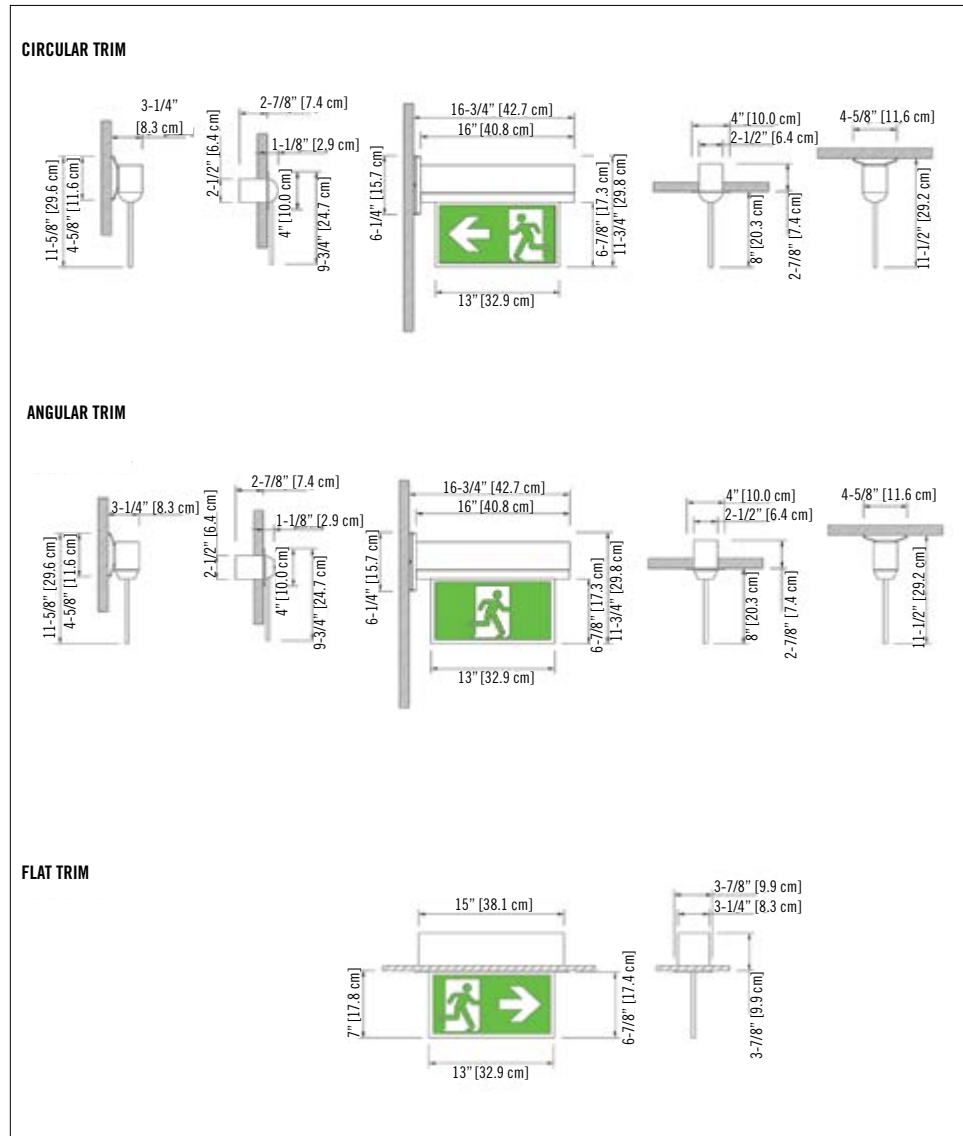 CIRCULAR TRIM
3-1/4”
[8.3 cm]
11-5/8” [29.6 cm]
4-5/8” [11.6 cm]
2-7/8” [7.4 cm]
1-1/8” [2,9 cm]
2-1/2” [6.4 cm]
4” [10.0 cm]
9-3/4” [24.7 cm]
16-3/4” [42.7 cm]
16” [40.8 cm]
6-1/4” [15.7 cm]
6-7/8” [17.3 cm]
11-3/4” [29.8 cm]
13” [32.9 cm]
4” [10.0 cm]
2-1/2” [6.4 cm]
8” [20.3 cm]
2-7/8” [7.4 cm]
4-5/8” [11,6 cm]
11-1/2” [29.2 cm]
ANGULAR TRIM
3-1/4” [8.3 cm]
11-5/8” [29.6 cm]
4-5/8” [11.6 cm]
2-7/8” [7.4 cm]
1-1/8” [2.9 cm]
2-1/2” [6.4 cm]
4” [10.0 cm]
9-3/4” [24.7 cm]
16-3/4” [42.7 cm]
16” [40.8 cm]
6-1/4” [15.7 cm]
6-7/8” [17.3 cm]
11-3/4” [29.8 cm]
13” [32.9 cm]
4” [10.0 cm]
2-1/2” [6.4 cm]
8” [20.3 cm]
2-7/8” [7.4 cm]
4-5/8” [11.6 cm]
11-1/2” [29.2 cm]
FLAT TRIM
15” [38.1 cm]
7” [17.8 cm]
6-7/8” [17.4 cm]
13” [32.9 cm]
3-7/8” [9.9 cm]
3-1/4” [8.3 cm]
3-7/8” [9.9 cm]